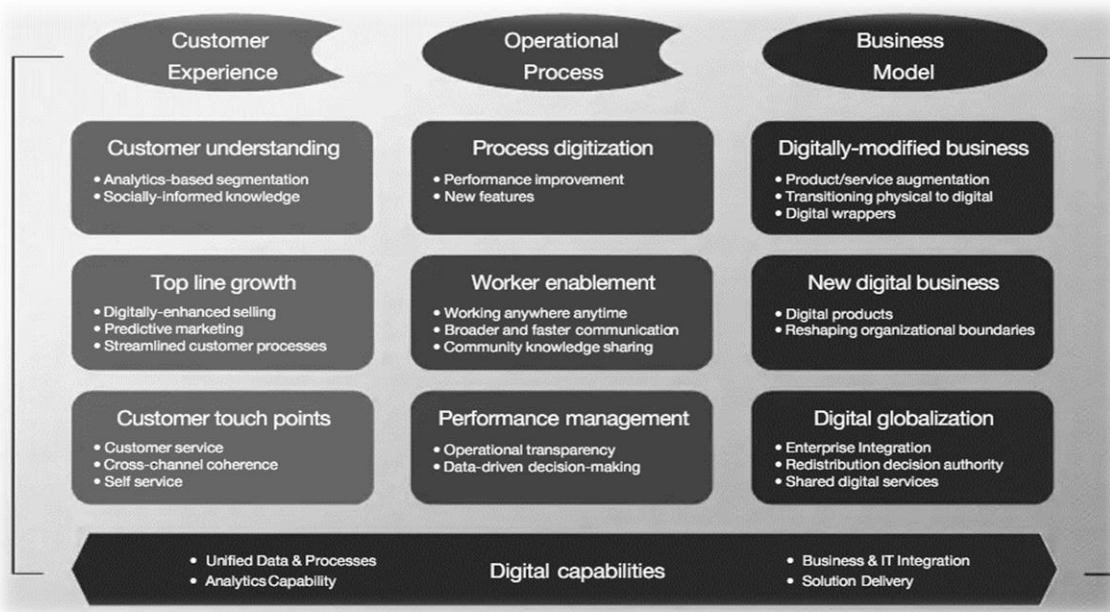 Customer
Experience
Operational
Process
Business
Model
Customer understanding
• Analytics-based segmentation
• Socially-informed knowledge
Process digitization
• Performance improvement
• New features
Digitally-modified business
• Product/service augmentation
• Transitioning physical to digital
• Digital wrappers
Top line growth
• Digitally-enhanced selling
• Predictive marketing
• Streamlined customer processes
Worker enablement
• Working anywhere anytime
• Broader and faster communication
• Community knowledge sharing
New digital business
• Digital products
• Reshaping organizational boundaries
Customer touch points
• Customer service
• Cross-channel coherence
• Self service
Performance management
• Operational transparency
• Data-driven decision-making
Digital globalization
• Enterprise Integration
• Redistribution decision authority
• Shared digital services
• Unified Data & Processes
• Analytics Capability
Digital capabilities
• Business & IT Integration
• Solution Delivery